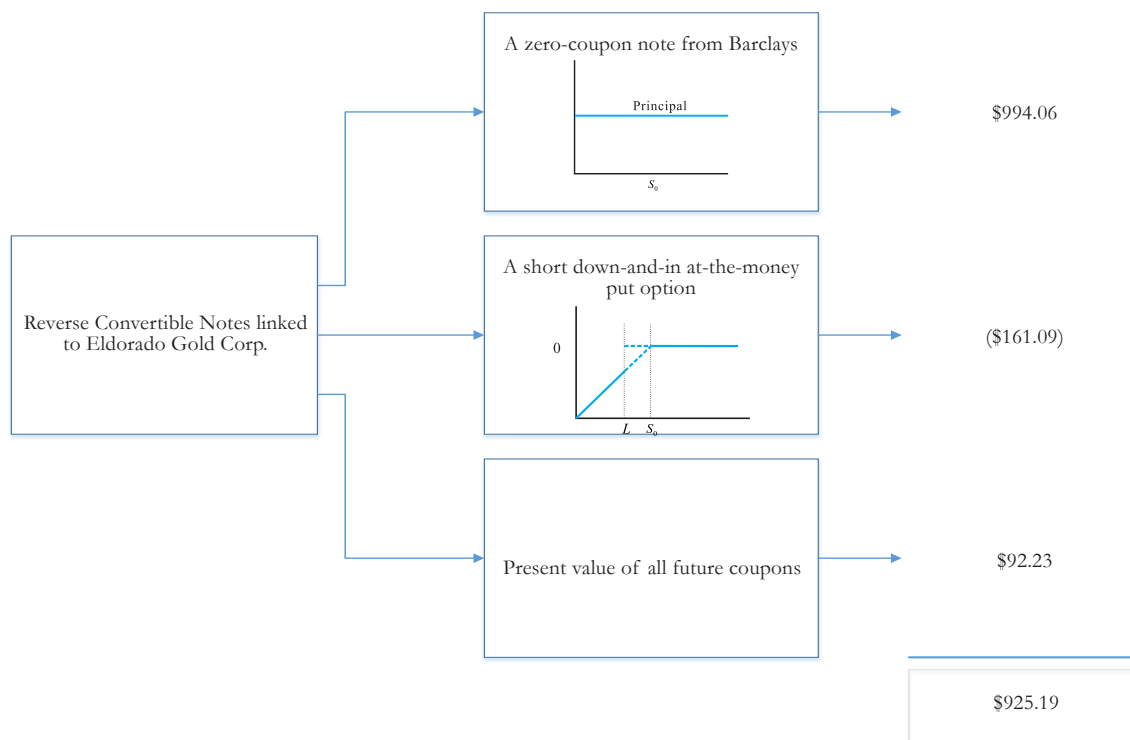 A zero-coupon note from Barclays
Principal
S₀
$994.06
Reverse Convertible Notes linked
to Eldorado Gold Corp.
A short down-and-in at-the-money
put option
0
L S₀
($161.09)
Present value of all future coupons
$92.23
$925.19